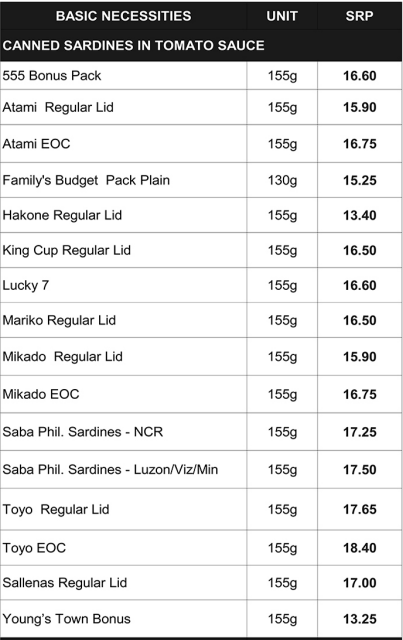 BASIC NECESSITIES UNIT SRP
CANNED SARDINES IN TOMATO SAUCE
555 Bonus Pack 155g 16.60
Atami Regular Lid 155g 15.90
Atami EOC 155g 16.75
Family's Budget Pack Plain 130g 15.25
Hakone Regular Lid 155g 13.40
King Cup Regular Lid 155g 16.50
Lucky 7 155g 16.60
Mariko Regular Lid 155g 16.50
Mikado Regular Lid 155g 15.90
Mikado EOC 155g 16.75
Saba Phil. Sardines - NCR 155g 17.25
Saba Phil. Sardines - Luzon/Viz/Min 155g 17.50
Toyo Regular Lid 155g 17.65
Toyo EOC 155g 18.40
Sallenas Regular Lid 155g 17.00
Young’s Town Bonus 155g 13.25